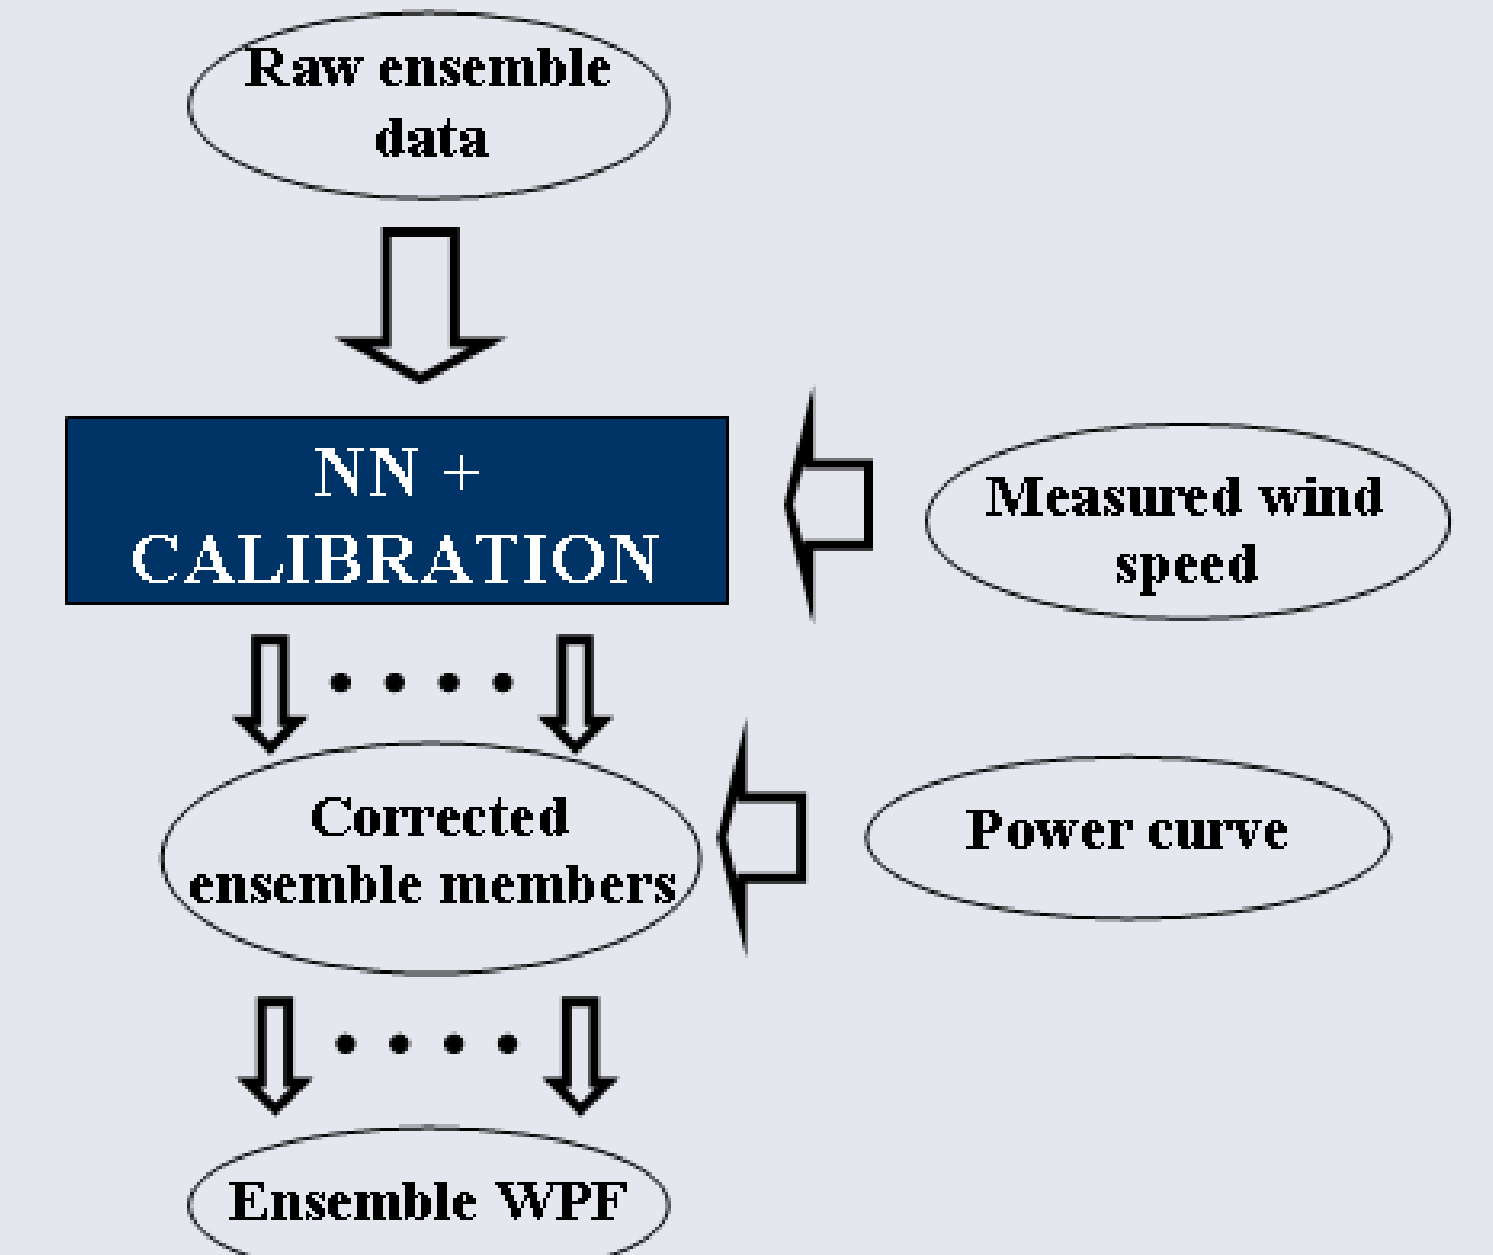 Raw ensemble
data
NN +
CALIBRATION
Measured wind
speed
Corrected
ensemble members
Power curve
Ensemble WPF